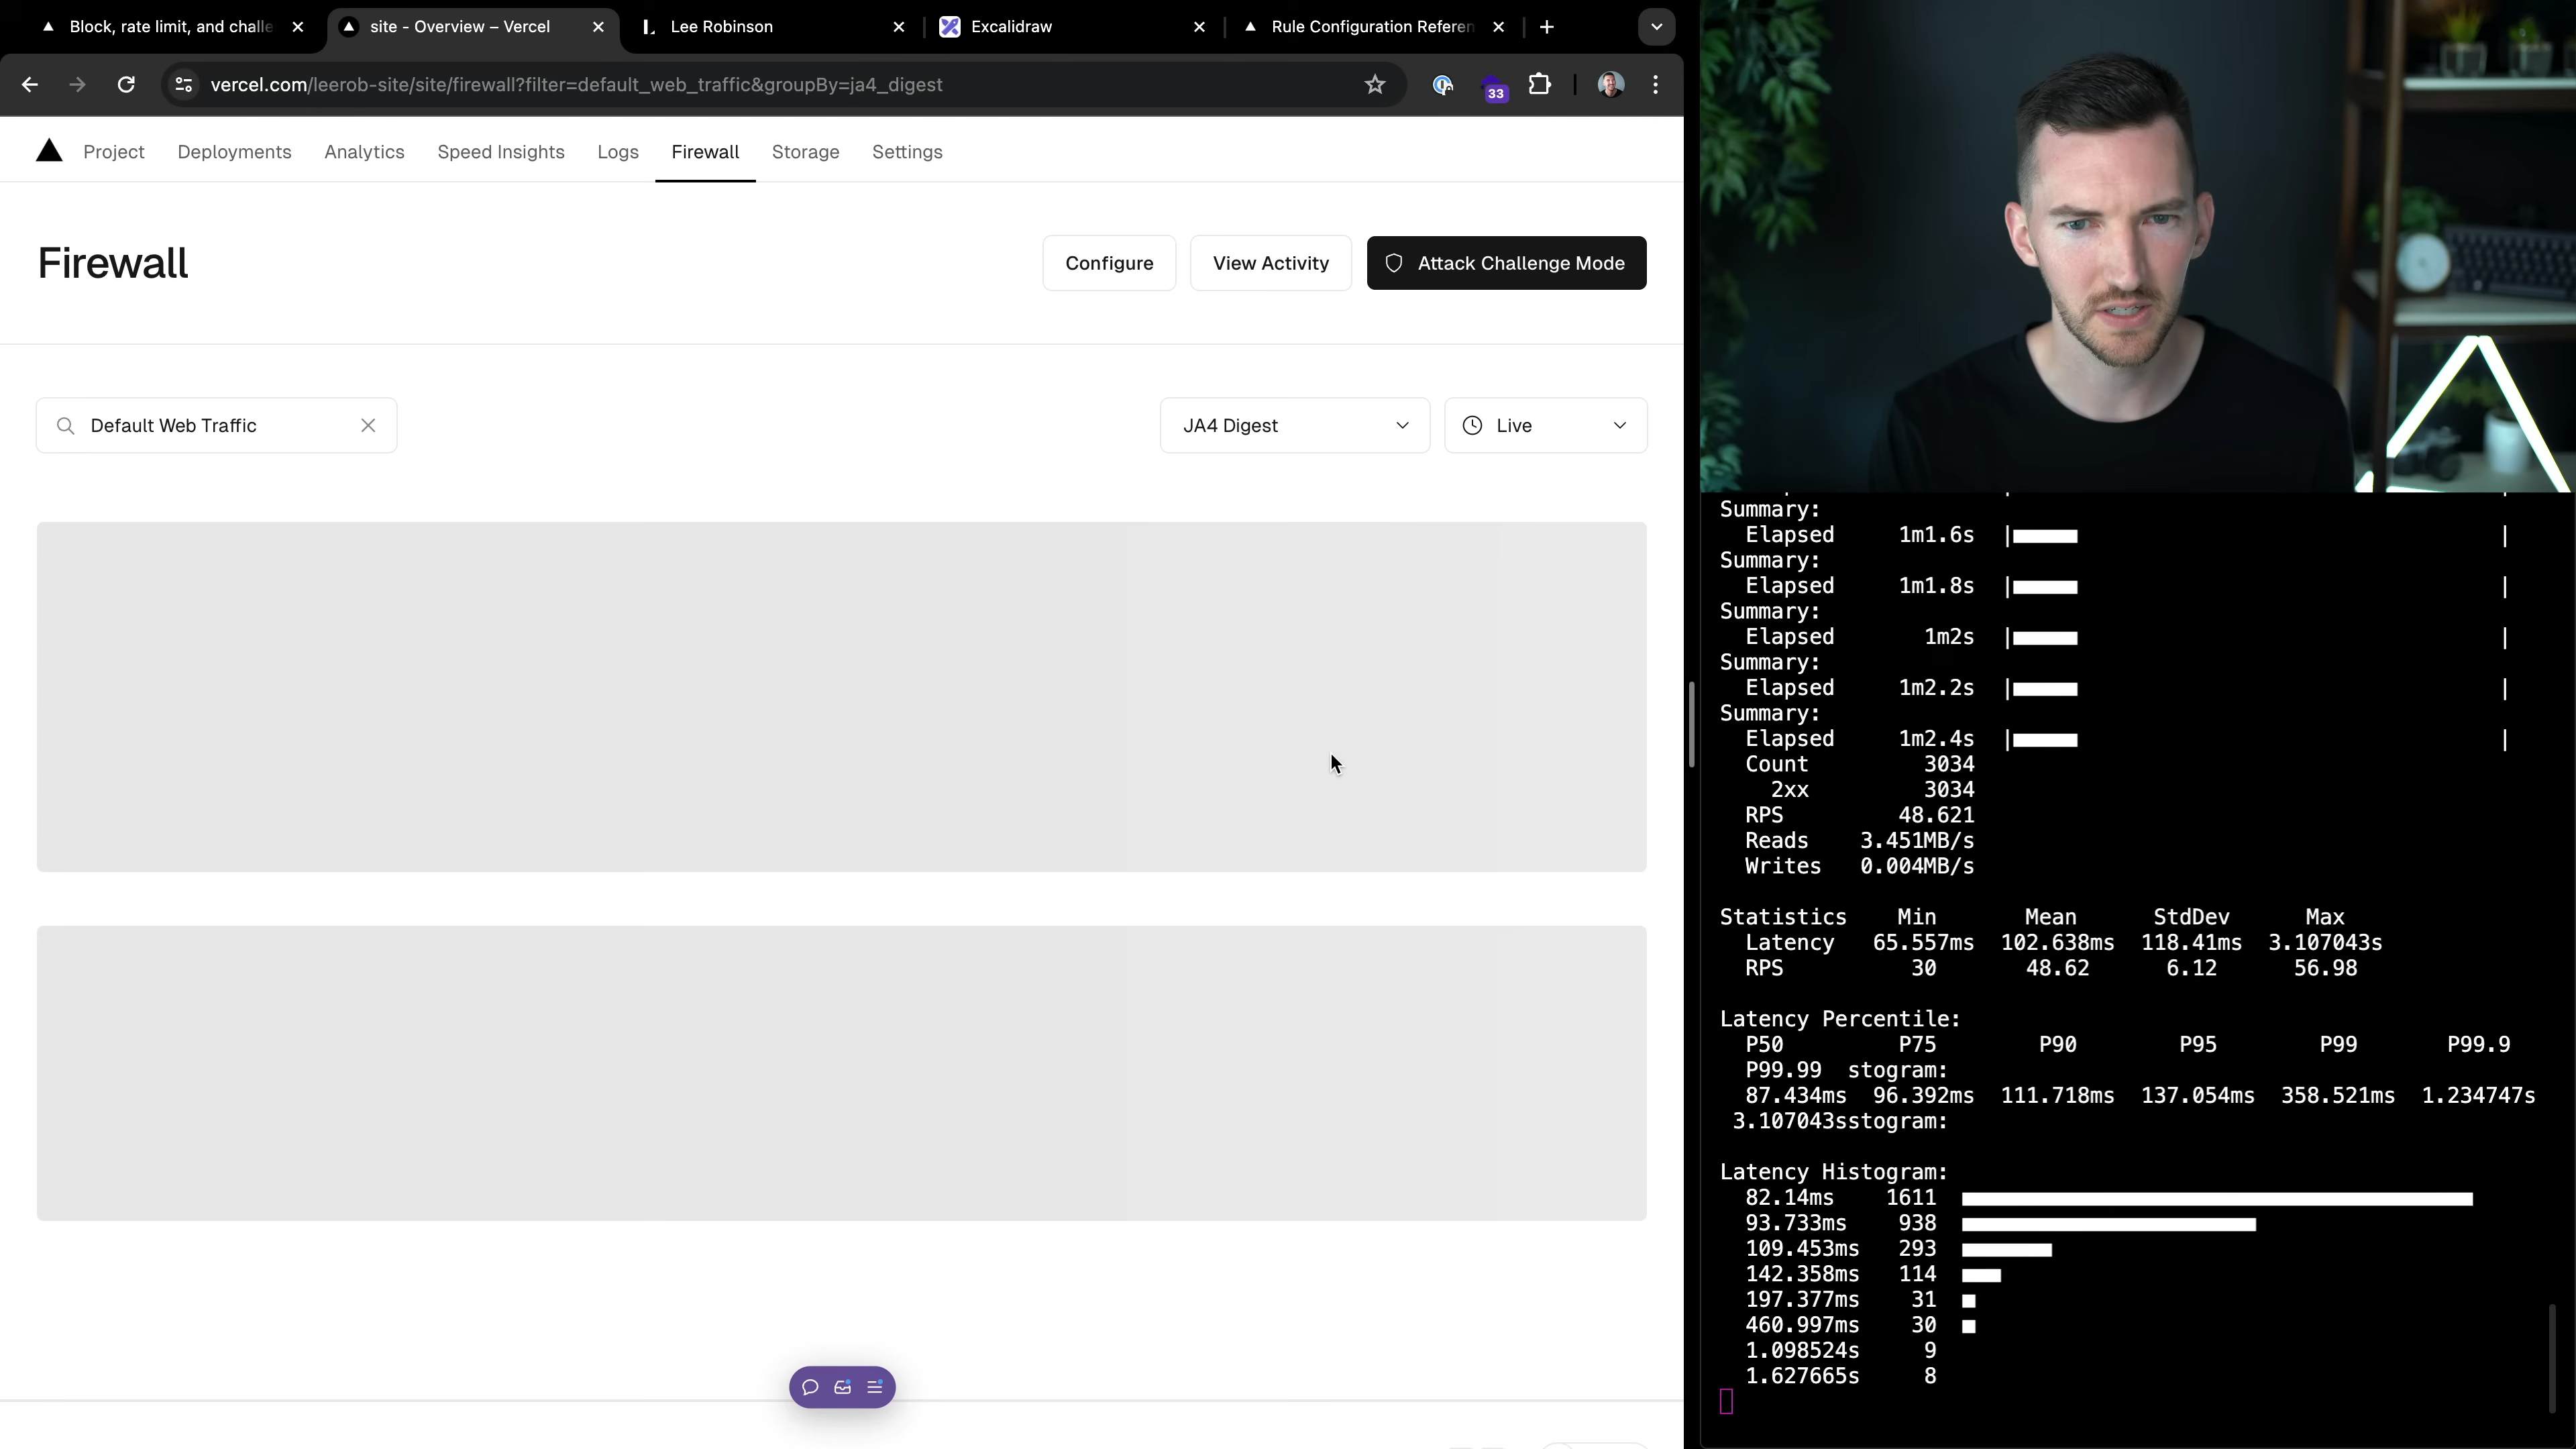 Block, rate limit, and challe
site - Overview – Vercel
Lee Robinson
Excalidraw
Rule Configuration Referen
vercel.com/leerob-site/site/firewall?filter=default_web_traffic&groupBy=ja4_digest
33
Project Deployments Analytics Speed Insights Logs Firewall Storage Settings
Firewall
Configure
View Activity
Attack Challenge Mode
Default Web Traffic
JA4 Digest
Live
Summary:
Elapsed 1m1.6s
Summary:
Elapsed 1m1.8s
Summary:
Elapsed 1m2s
Summary:
Elapsed 1m2.2s
Summary:
Elapsed 1m2.4s
Count 3034
2xx 3034
RPS 48.621
Reads 3.451MB/s
Writes 0.004MB/s
Statistics Min Mean StdDev Max
Latency 65.557ms 102.638ms 118.41ms 3.107043s
RPS 30 48.62 6.12 56.98
Latency Percentile:
P50 P75 P90 P95 P99 P99.9
P99.99 stogram:
87.434ms 96.392ms 111.718ms 137.054ms 358.521ms 1.234747s
3.107043sstogram:
Latency Histogram:
82.14ms 1611
93.733ms 938
109.453ms 293
142.358ms 114
197.377ms 31
460.997ms 30
1.098524s 9
1.627665s 8